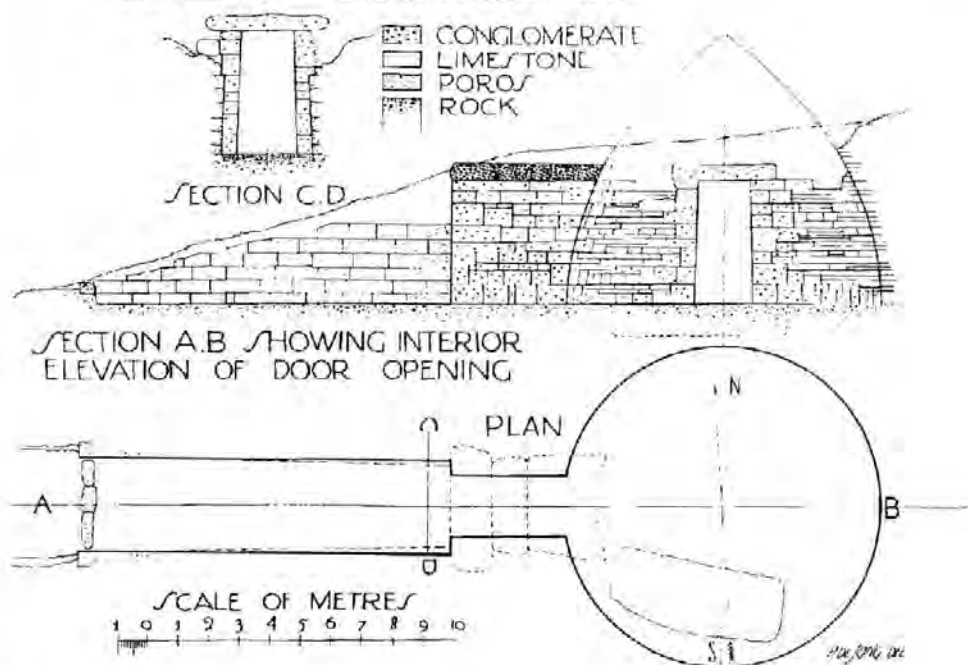 CONGLOMERATE
LIMESTONE
POROS
ROCK
SECTION C.D
SECTION A.B SHOWING INTERIOR
ELEVATION OF DOOR OPENING
PLAN
N
C
A
B
D
S
SCALE OF METRES
1 0 1 2 3 4 5 6 7 8 9 10